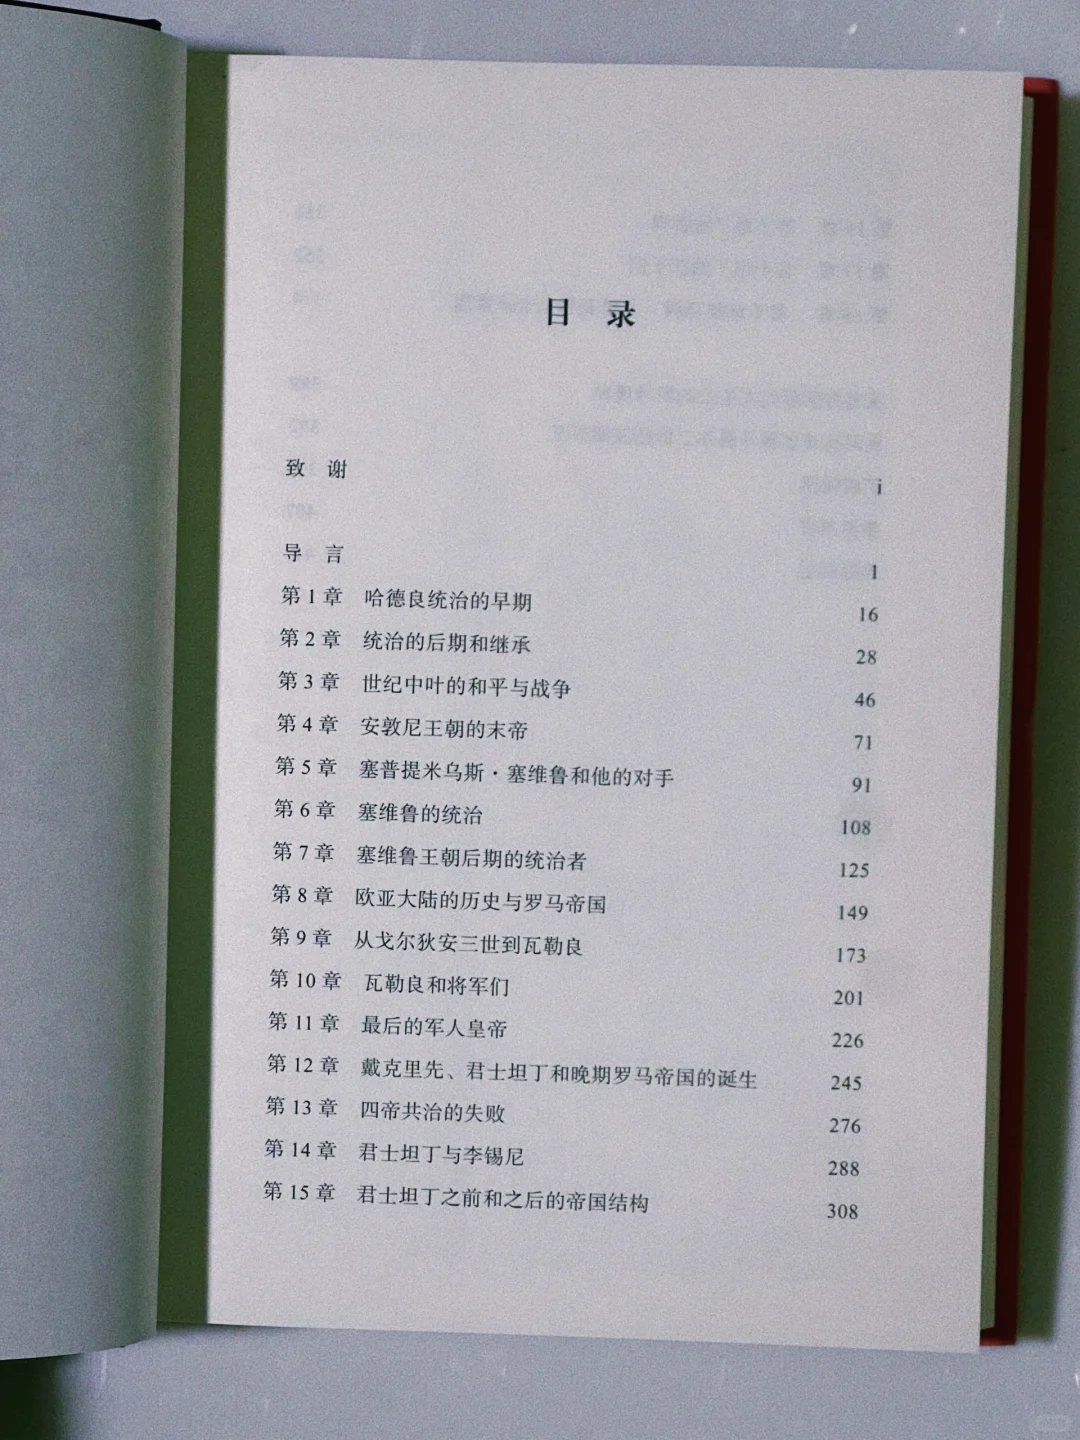 目 录
致 谢 i
导 言 1
第 1 章 哈德良统治的早期 16
第 2 章 统治的后期和继承 28
第 3 章 世纪中叶的和平与战争 46
第 4 章 安敦尼王朝的末帝 71
第 5 章 塞普提米乌斯·塞维鲁和他的对手 91
第 6 章 塞维鲁的统治 108
第 7 章 塞维鲁王朝后期的统治者 125
第 8 章 欧亚大陆的历史与罗马帝国 149
第 9 章 从戈尔狄安三世到瓦勒良 173
第 10 章 瓦勒良和将军们 201
第 11 章 最后的军人皇帝 226
第 12 章 戴克里先、君士坦丁和晚期罗马帝国的诞生 245
第 13 章 四帝共治的失败 276
第 14 章 君士坦丁与李锡尼 288
第 15 章 君士坦丁之前和之后的帝国结构 308